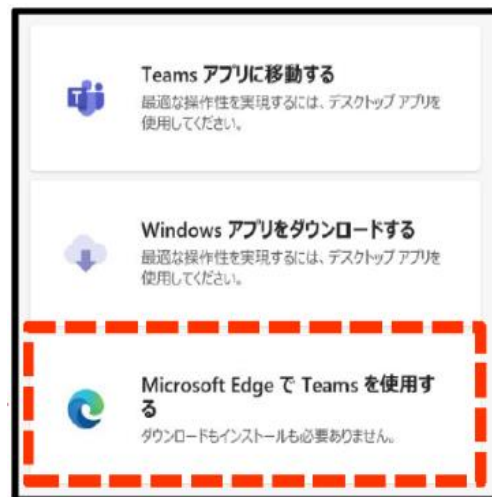 Teams アプリに移動する
最適な操作性を実現するには、デスクトップ アプリを
使用してください。
Windows アプリをダウンロードする
最適な操作性を実現するには、デスクトップ アプリを
使用してください。
Microsoft Edge で Teams を使用す
る
ダウンロードもインストールも必要ありません。